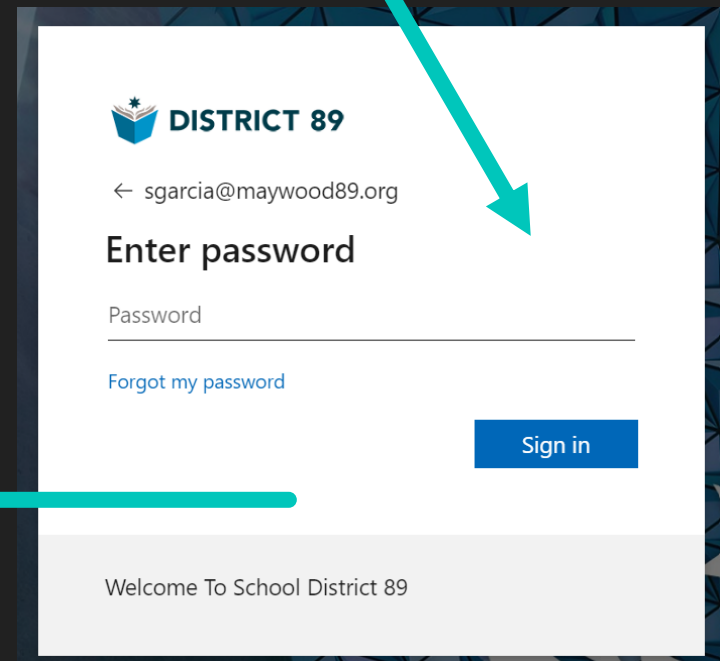 DISTRICT 89
← sgarcia@maywood89.org
Enter password
Password
Forgot my password
Sign in
Welcome To School District 89